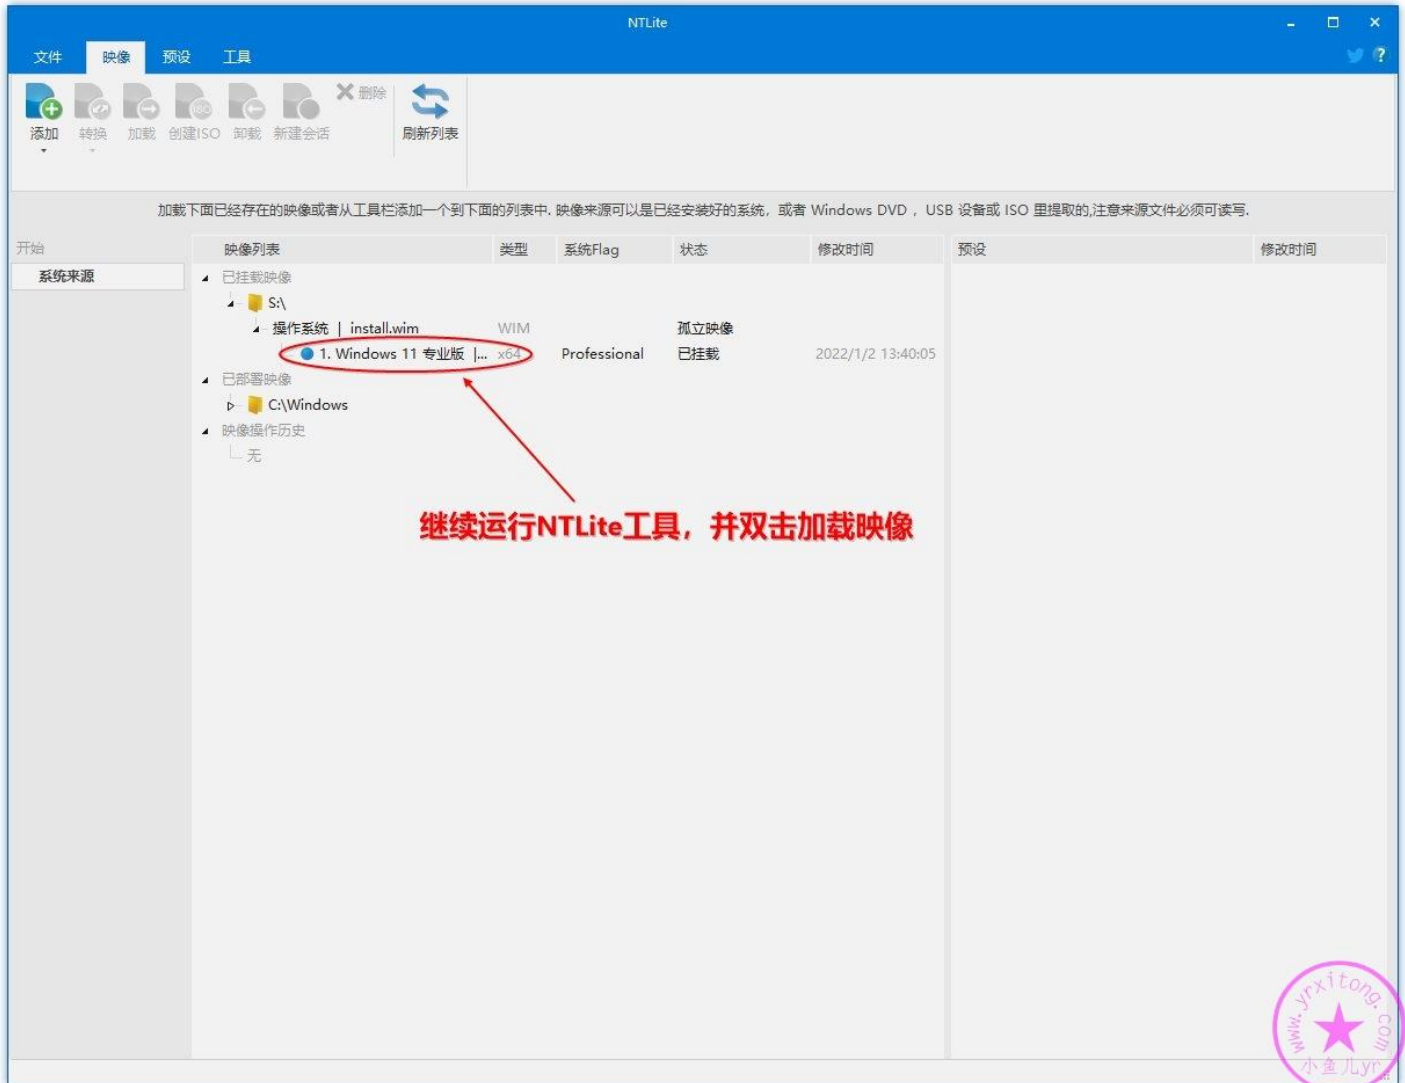 NTLite
文件 映像 预设 工具
添加 转换 加载 创建ISO 卸载 新建会话 删除 刷新列表
加载下面已经存在的映像或者从工具栏添加一个到下面的列表中. 映像来源可以是已经安装好的系统, 或者 Windows DVD , USB 设备或 ISO 里提取的,注意来源文件必须可读写.
开始 映像列表 类型 系统Flag 状态 修改时间 预设 修改时间
系统来源 已挂载映像
S:\
操作系统 | install.wim WIM 孤立映像
1. Windows 11 专业版 |... x64 Professional 已挂载 2022/1/2 13:40:05
已部署映像
C:\Windows
映像操作历史
无
继续运行NTLite工具，并双击加载映像
www.yrxitong.com
小鱼儿yr